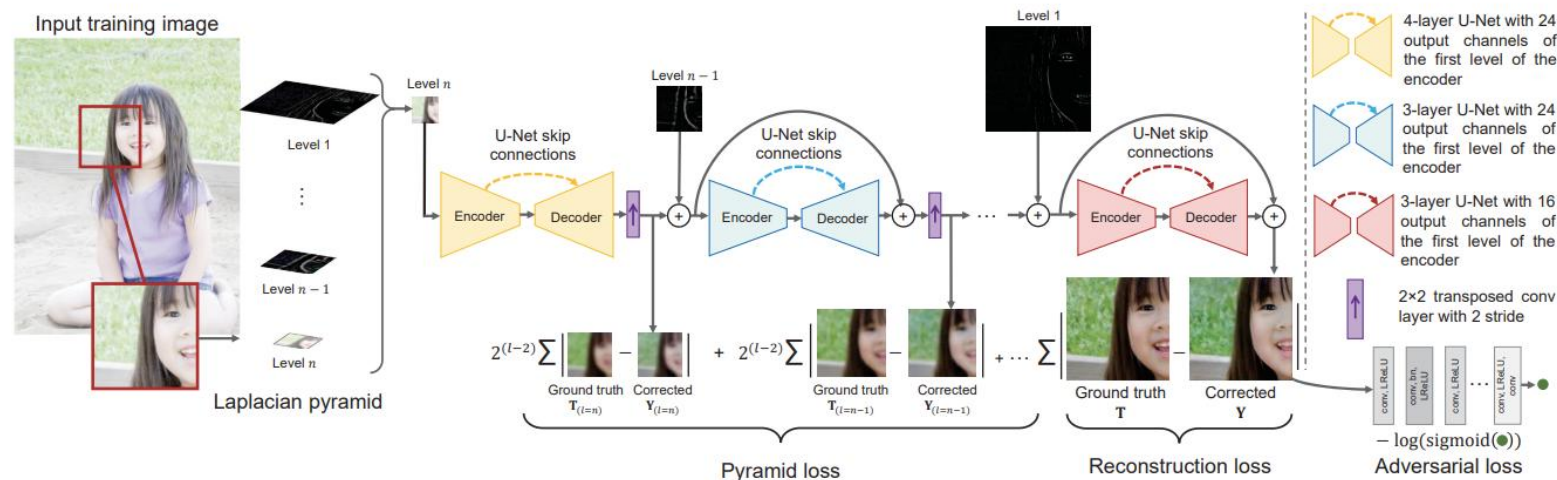 Input training image
Level 1
⋮
Level n − 1
Level n
Laplacian pyramid
Level n
Level n − 1
Level 1
U-Net skip
connections
Encoder
Decoder
U-Net skip
connections
Encoder
Decoder
...
U-Net skip
connections
Encoder
Decoder
2^(l−2) ∑ | − |
Ground truth
T(l=n)
Corrected
Y(l=n)
+ 2^(l−2) ∑ | − |
Ground truth
T(l=n−1)
Corrected
Y(l=n−1)
+ ... ∑ | − |
Ground truth
T
Corrected
Y
Pyramid loss
Reconstruction loss
4-layer U-Net with 24
output channels of
the first level of the
encoder
3-layer U-Net with 24
output channels of
the first level of the
encoder
3-layer U-Net with 16
output channels of
the first level of the
encoder
2×2 transposed conv
layer with 2 stride
conv, LReLU
conv, bn,
LReLU
conv, LReLU
...
conv, LReLU,
conv
− log(sigmoid(●))
Adversarial loss